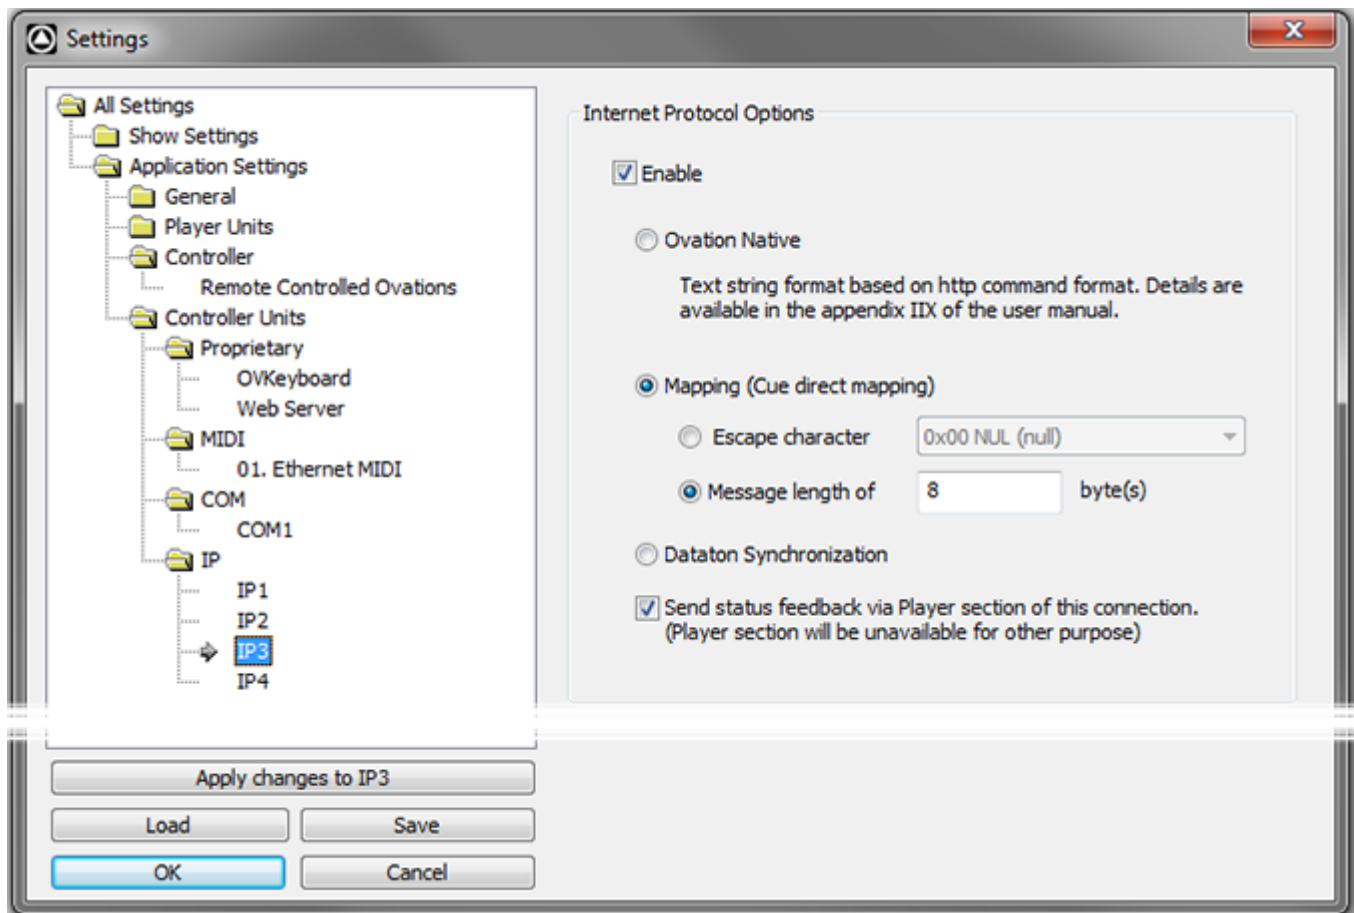 Settings
All Settings
Show Settings
Application Settings
General
Player Units
Controller
Remote Controlled Ovations
Controller Units
Proprietary
OVKeyboard
Web Server
MIDI
01. Ethernet MIDI
COM
COM1
IP
IP1
IP2
IP3
IP4
Apply changes to IP3
Load Save
OK Cancel
Internet Protocol Options
Enable
Ovation Native
Text string format based on http command format. Details are
available in the appendix IIX of the user manual.
Mapping (Cue direct mapping)
Escape character 0x00 NUL (null)
Message length of 8 byte(s)
Dataton Synchronization
Send status feedback via Player section of this connection.
(Player section will be unavailable for other purpose)